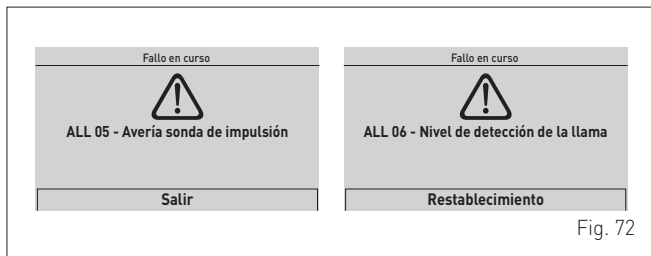 Fallo en curso
ALL 05 - Avería sonda de impulsión
Salir
Fallo en curso
ALL 06 - Nivel de detección de la llama
Restablecimiento
Fig. 72